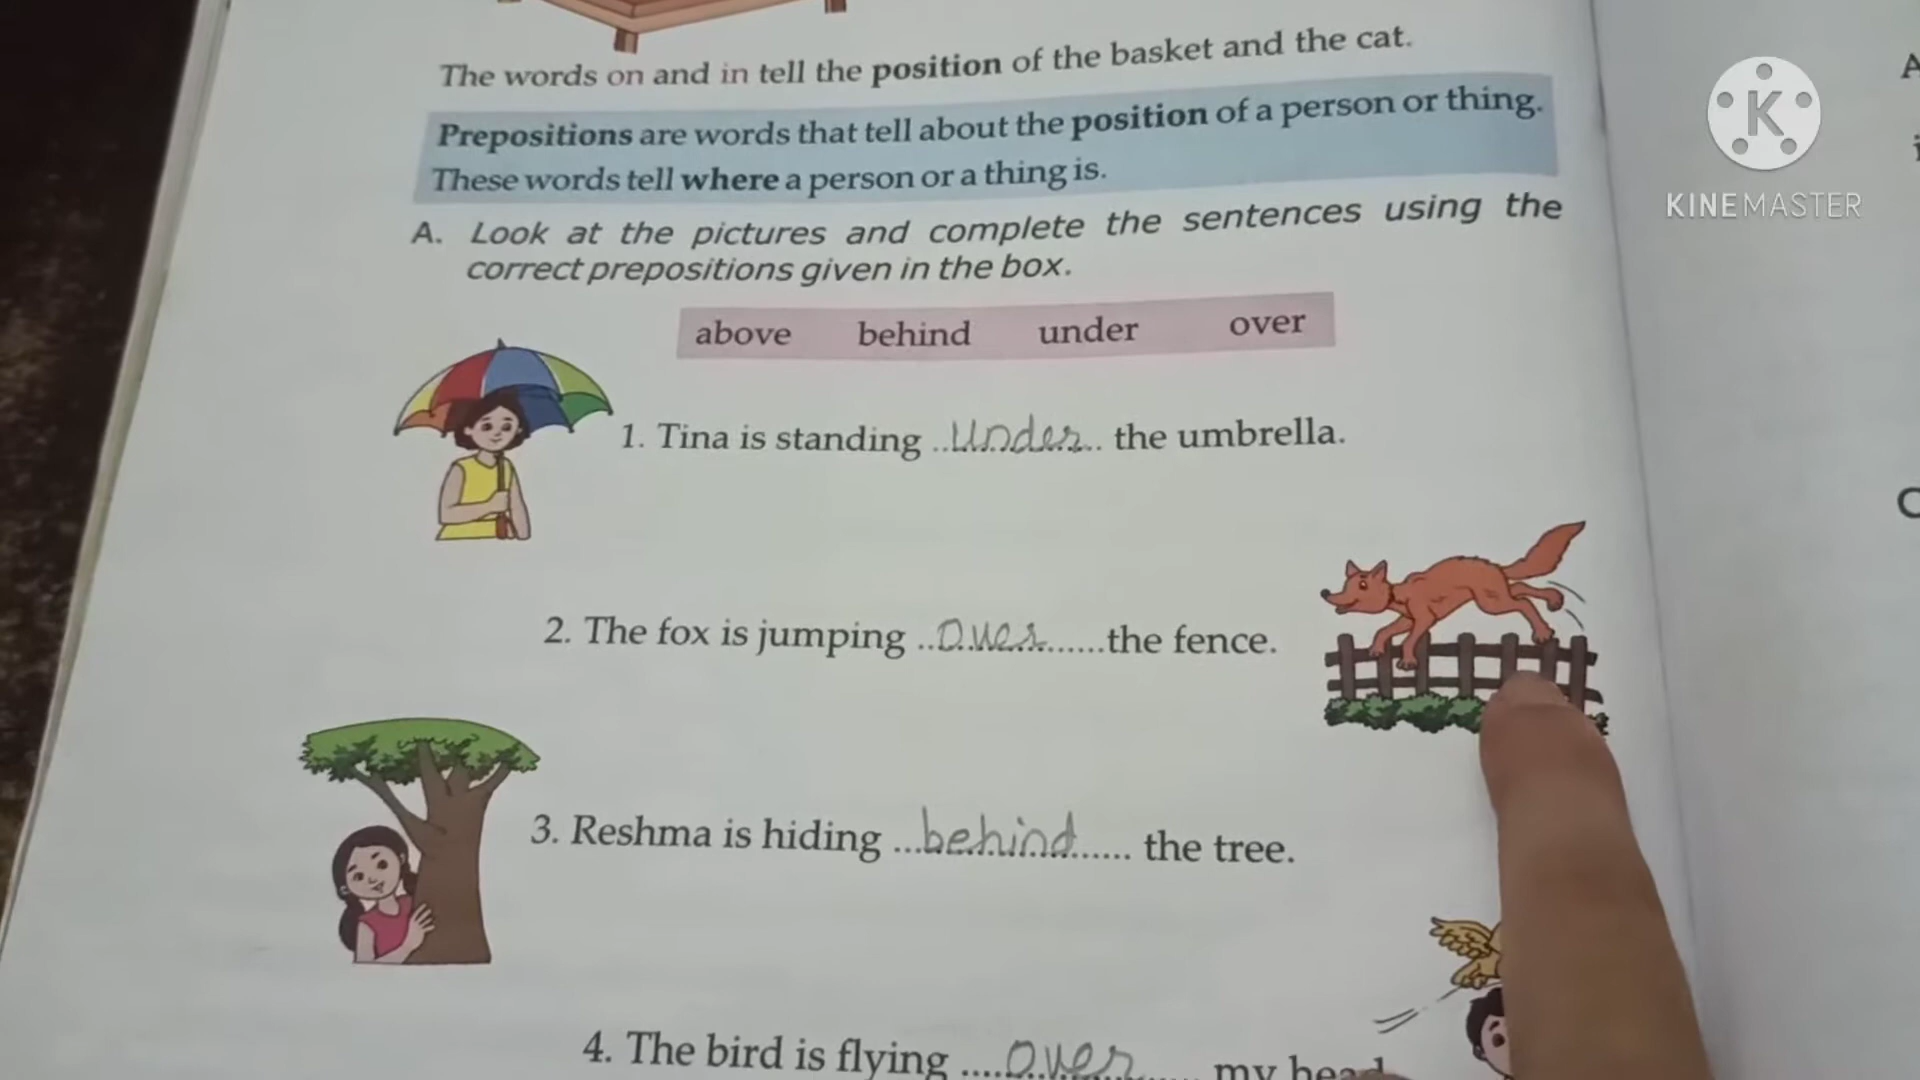 The words on and in tell the position of the basket and the cat.
Prepositions are words that tell about the position of a person or thing.
These words tell where a person or a thing is.
A. Look at the pictures and complete the sentences using the
correct prepositions given in the box.
above behind under over
1. Tina is standing ..Under.. the umbrella.
2. The fox is jumping ..over......the fence.
3. Reshma is hiding ...behind...... the tree.
4. The bird is flying ....over...... my head
K
KINEMASTER